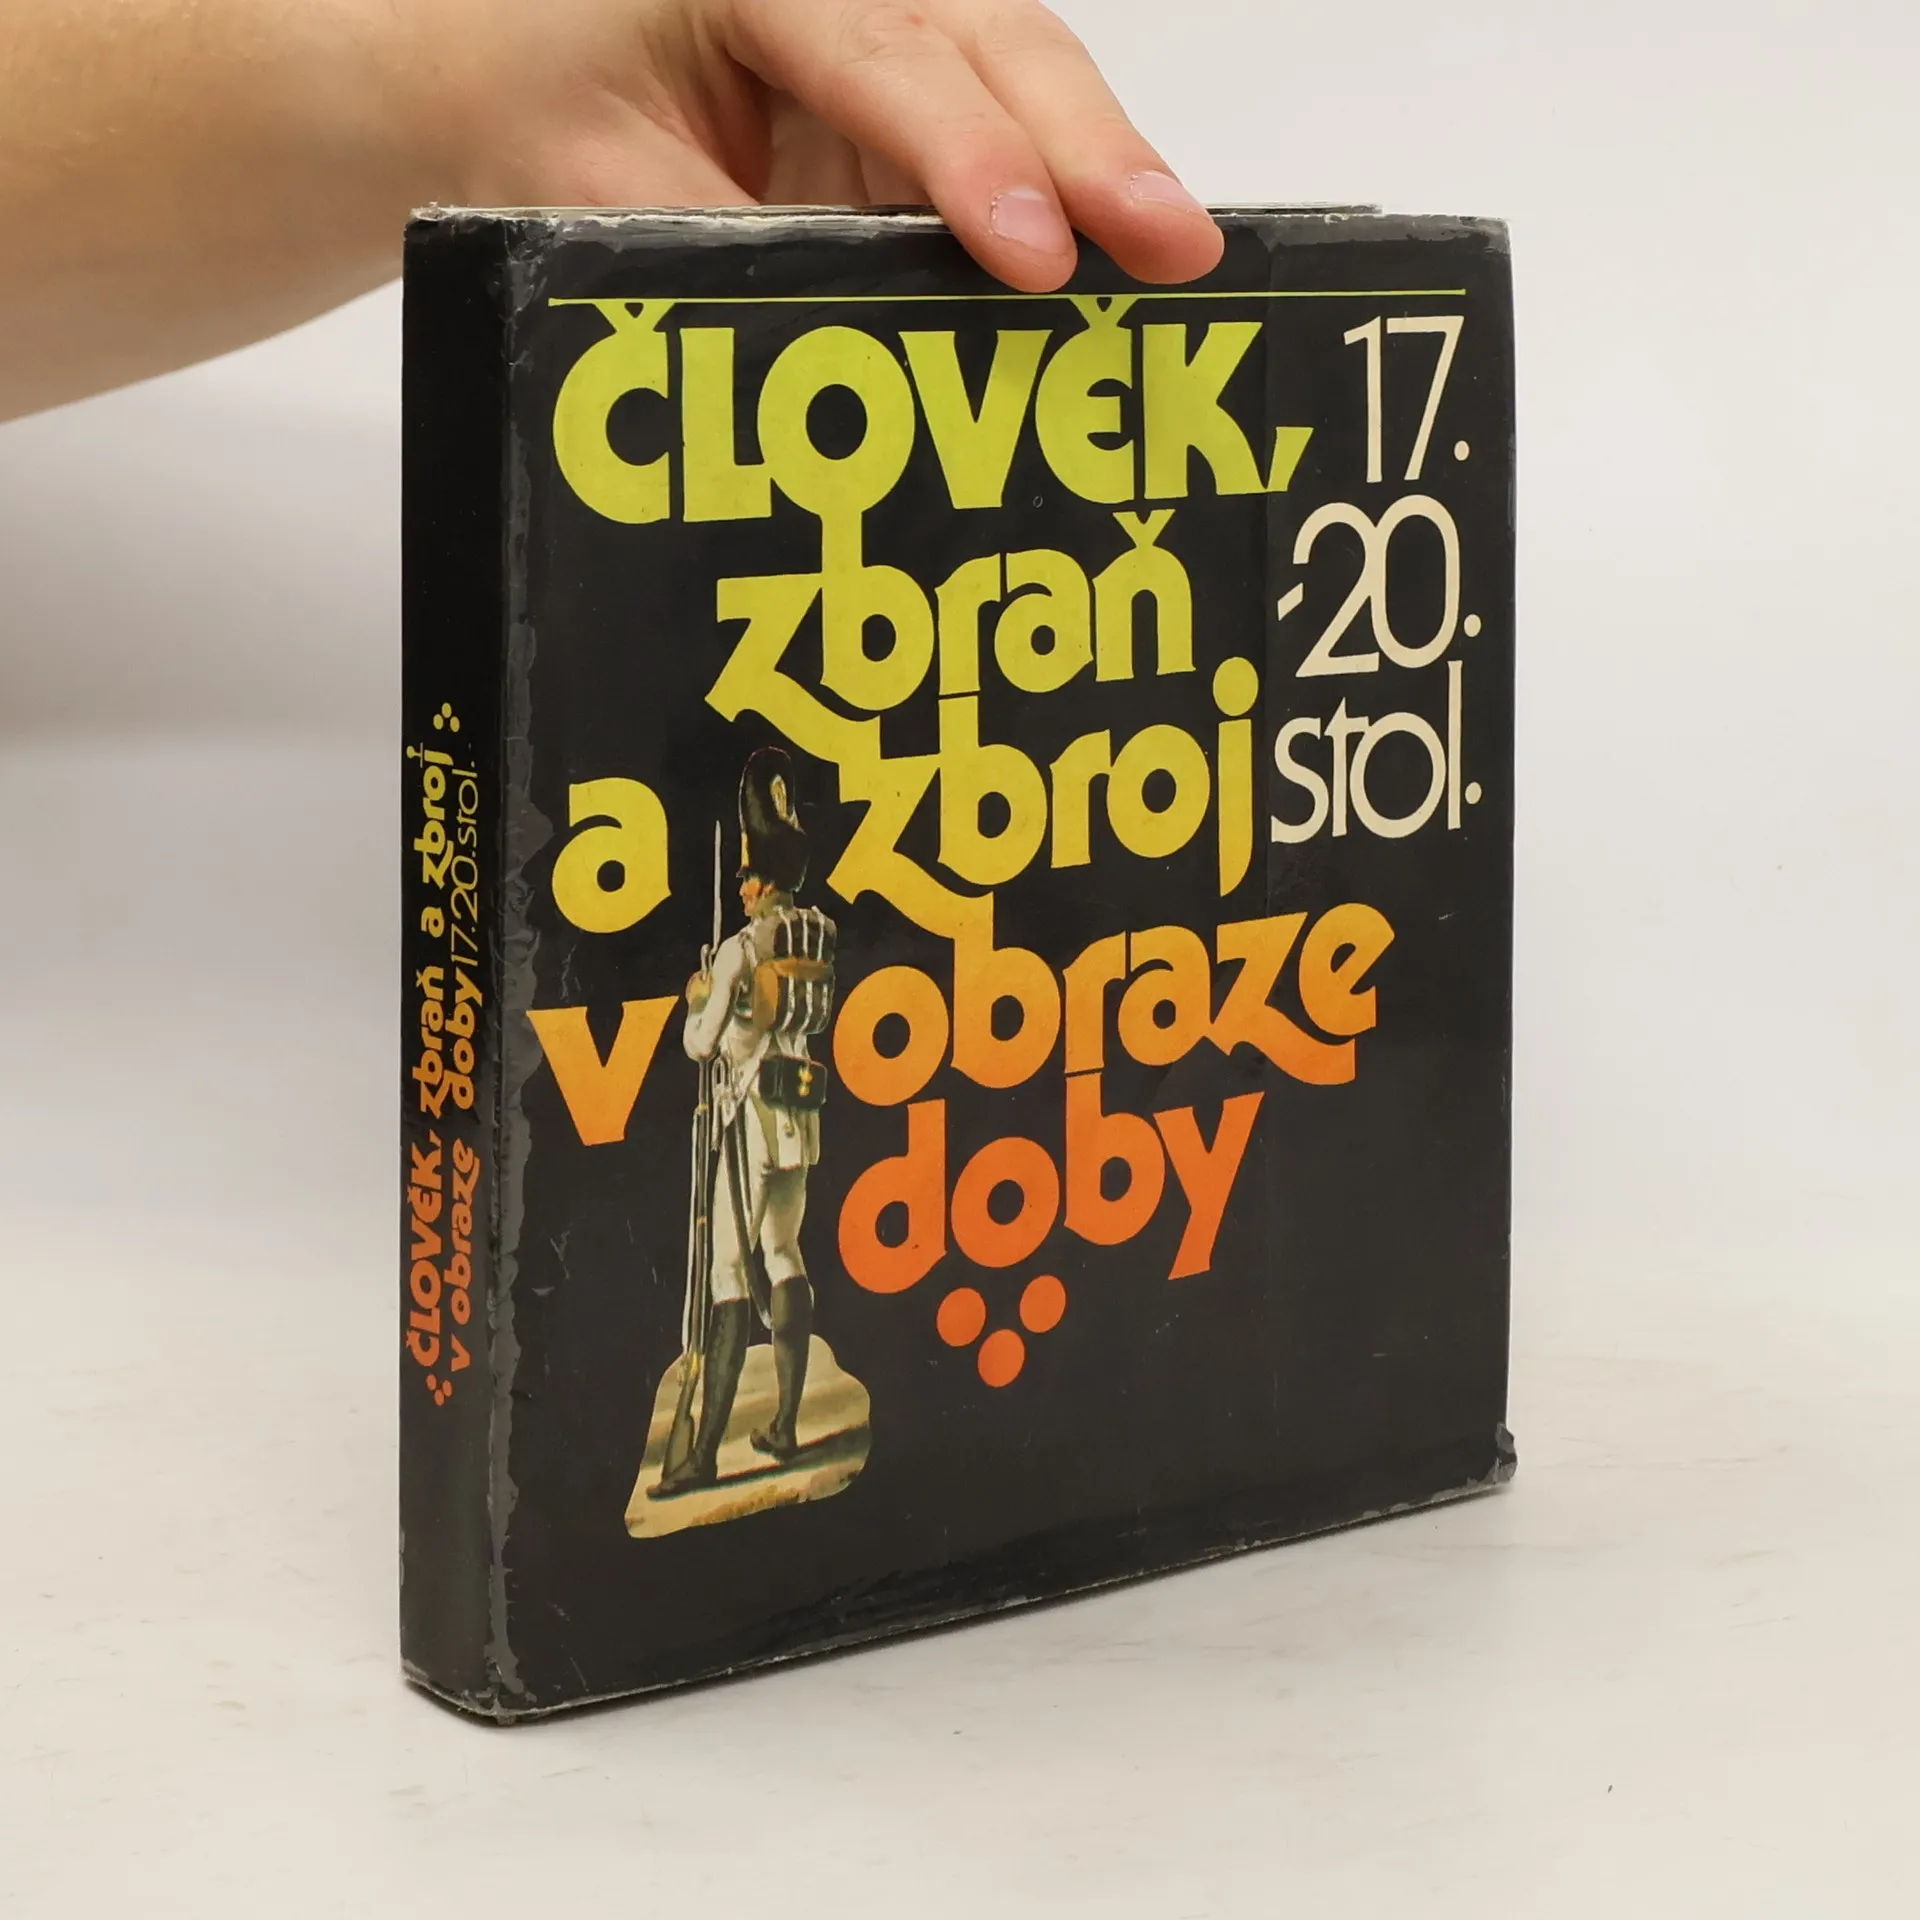 ČLOVĚK,
zbraň
a zbroj
v obraze
doby
17.
-20.
stol.
ČLOVĚK, zbraň a zbroj
v obraze doby 17.20.stol.